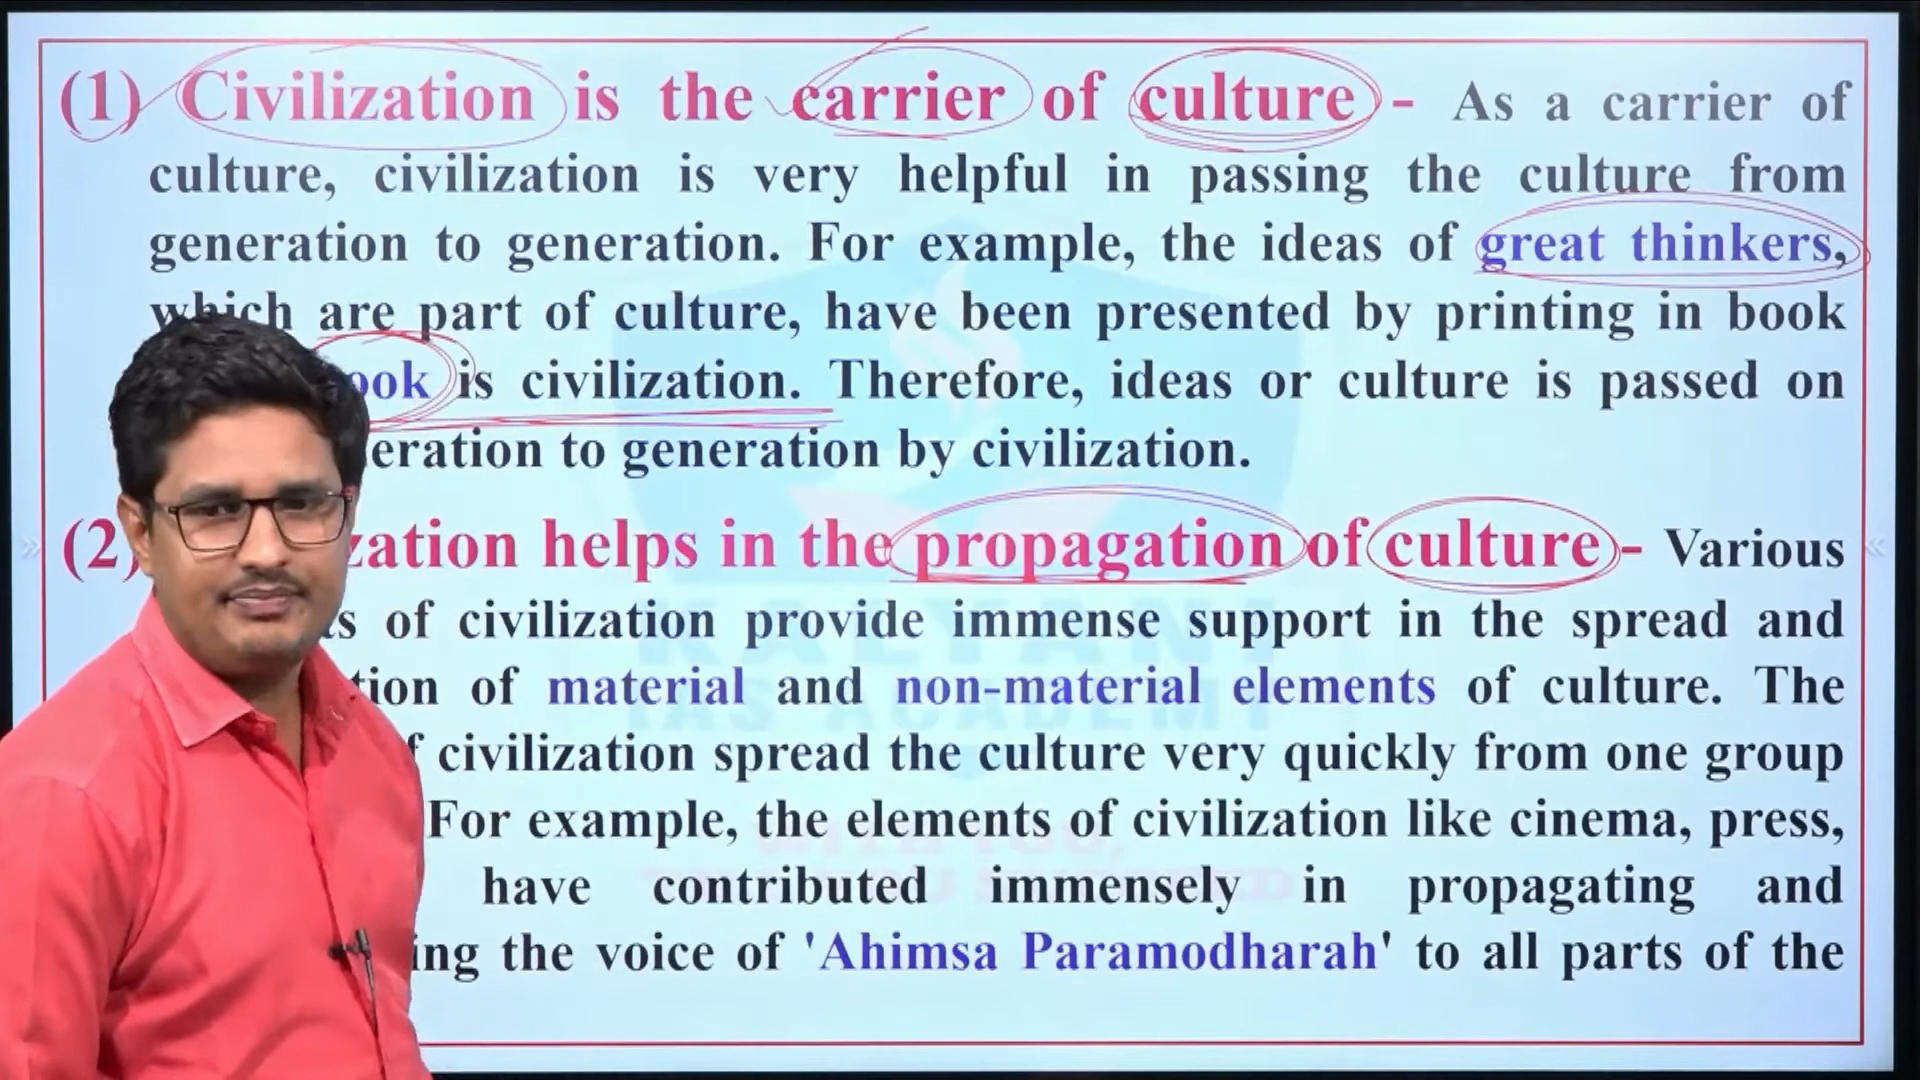 (1) Civilization is the carrier of culture - As a carrier of
culture, civilization is very helpful in passing the culture from
generation to generation. For example, the ideas of great thinkers,
which are part of culture, have been presented by printing in book
is civilization. Therefore, ideas or culture is passed on
to generation by civilization.
(2) helps in the propagation of culture - Various
of civilization provide immense support in the spread and
of material and non-material elements of culture. The
civilization spread the culture very quickly from one group
For example, the elements of civilization like cinema, press,
have contributed immensely in propagating and
the voice of 'Ahimsa Paramodharah' to all parts of the
KALYANI
IAS ACADEMY